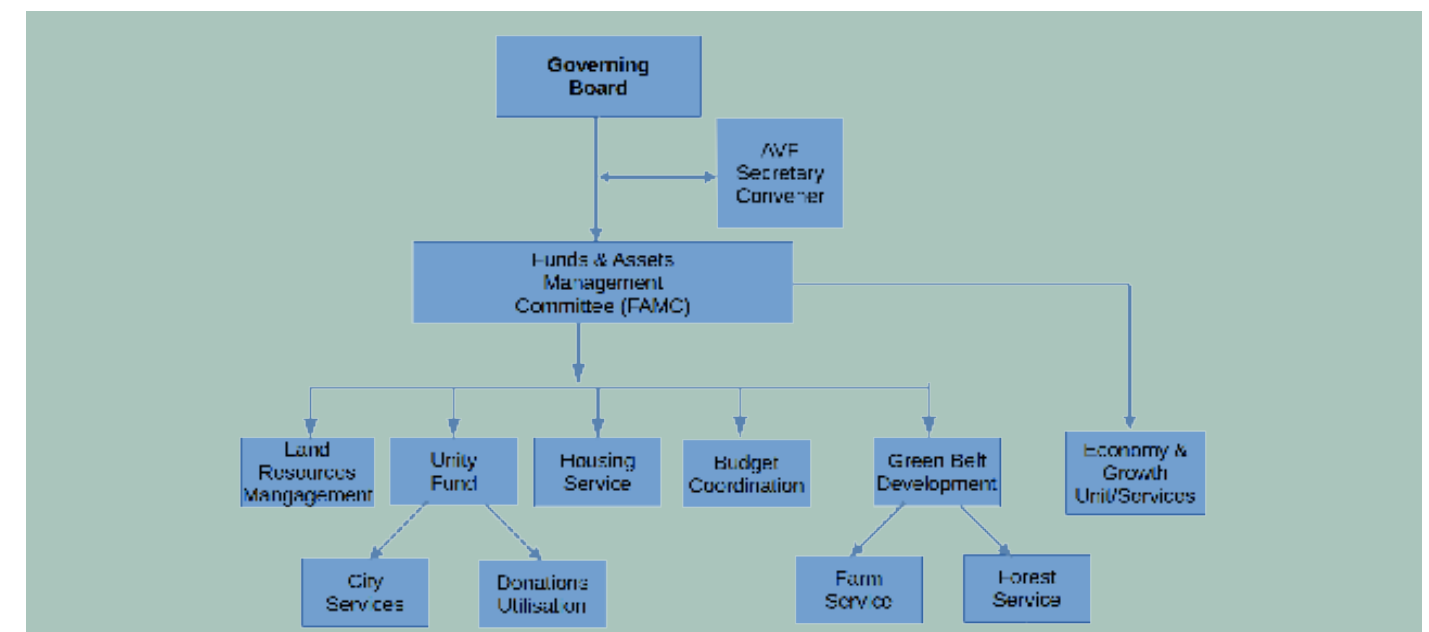 Governing
Board
AVF
Secretary
Convener
Funds & Assets
Management
Committee (FAMC)
Land
Resources
Mangagement
Unity
Fund
Housing
Service
Budget
Coordination
Green Belt
Development
Economy &
Growth
Unit/Services
City
Services
Donations
Utilisation
Farm
Service
Forest
Service